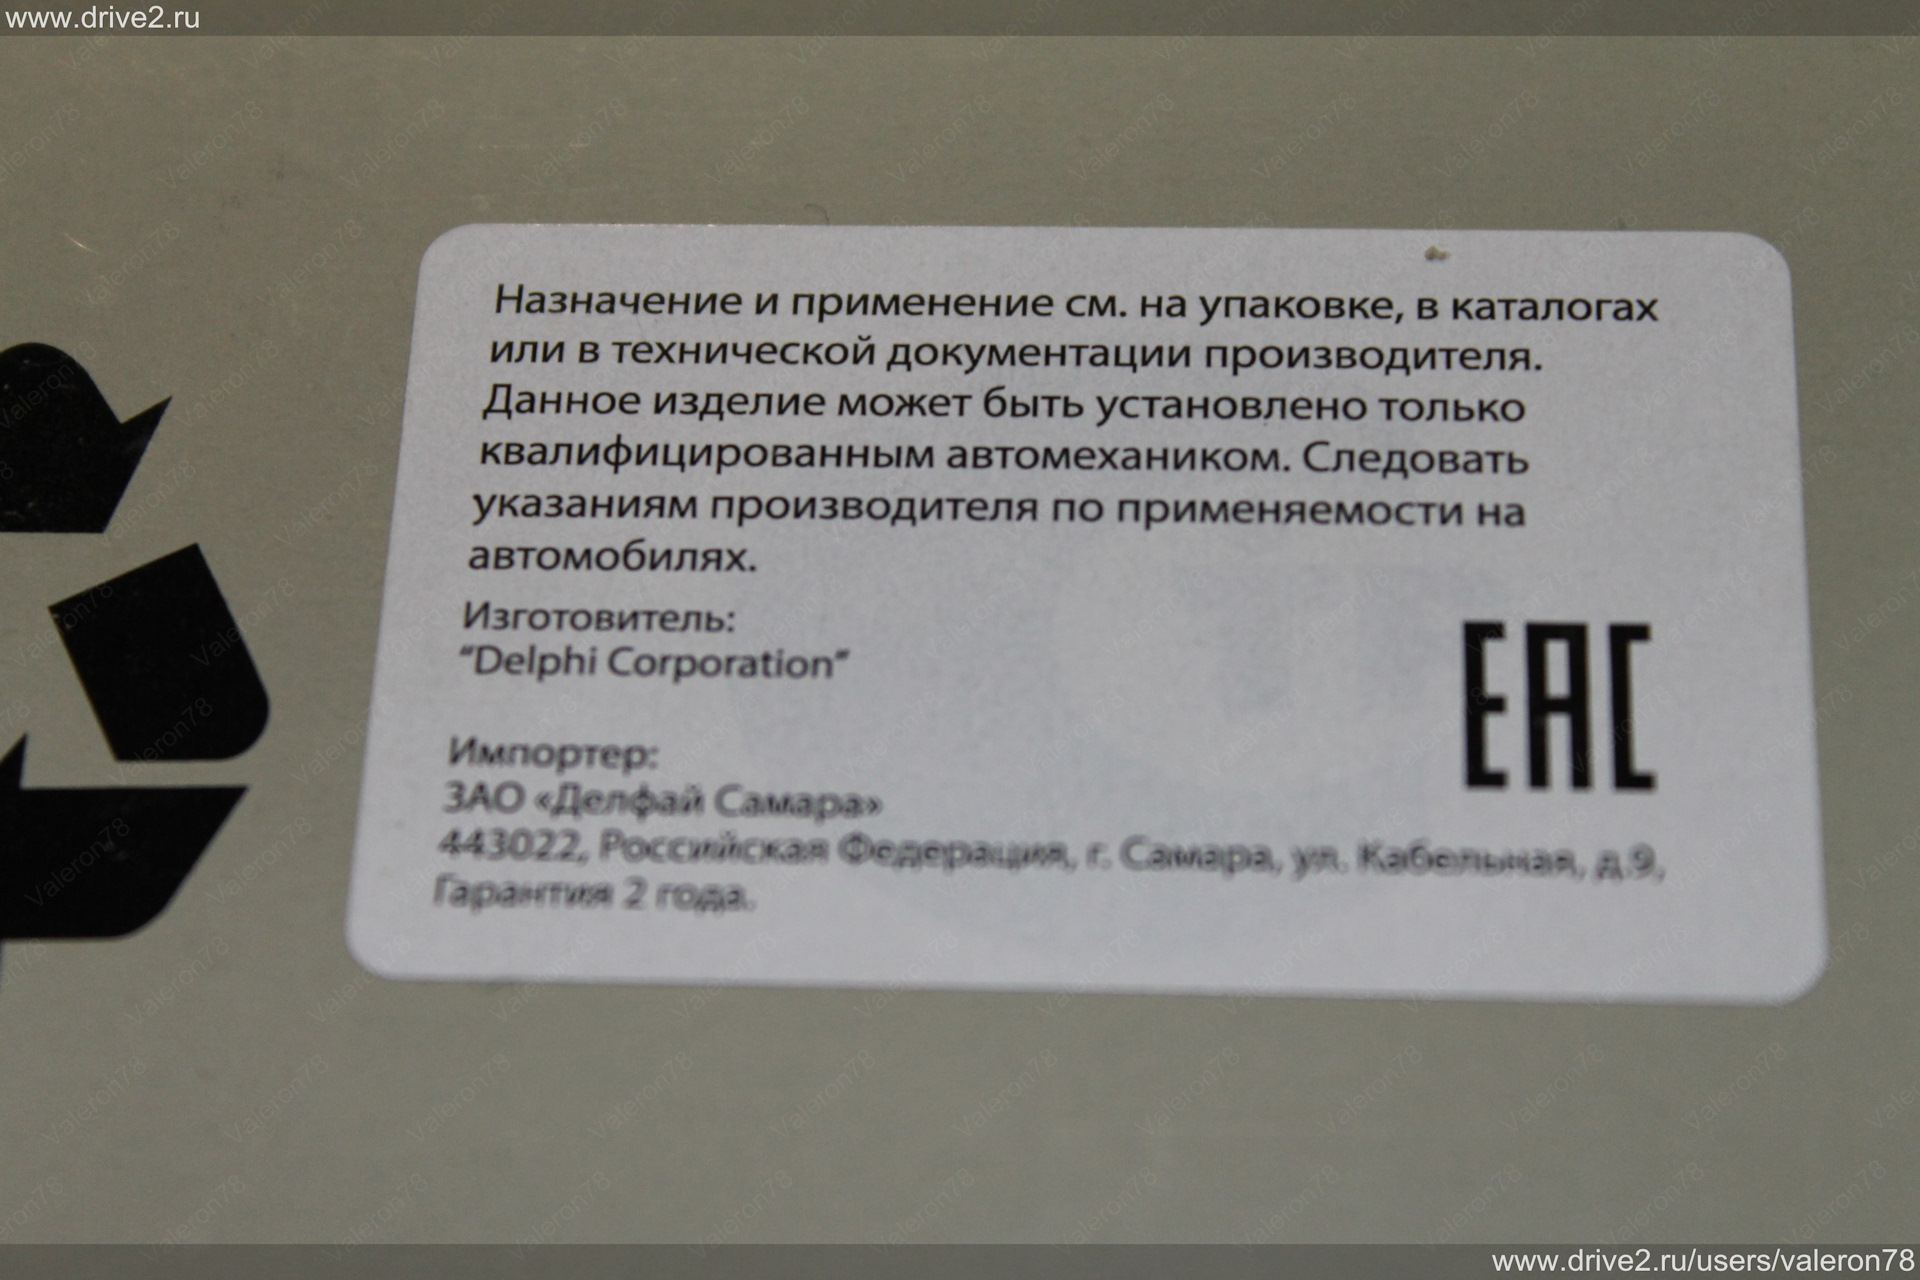 www.drive2.ru
Назначение и применение см. на упаковке, в каталогах
или в технической документации производителя.
Данное изделие может быть установлено только
квалифицированным автомехаником. Следовать
указаниям производителя по применяемости на
автомобилях.
Изготовитель:
“Delphi Corporation”
EAC
Импортер:
ЗАО «Делфай Самара»
443022, Российская Федерация, г. Самара, ул. Кабельная, д.9,
Гарантия 2 года.
www.drive2.ru/users/valeron78